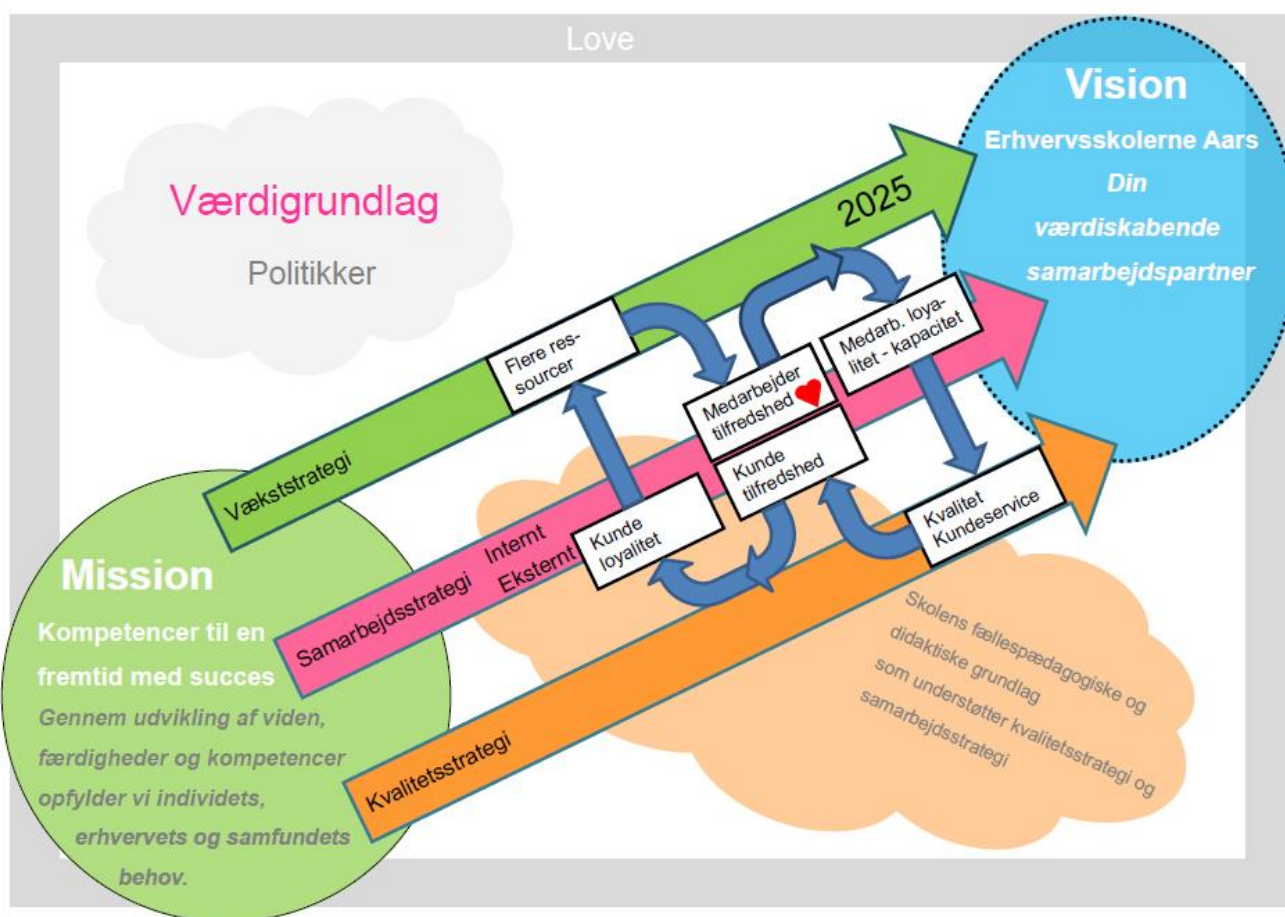 Love
Vision
Erhvervsskolerne Aars
Din
værdiskabende
samarbejdspartner
Værdigrundlag
Politikker
2025
Flere res-
sourcer
Medarb. loya-
litet - kapacitet
Medarbejder
tilfredshed
Kunde
tilfredshed
Kunde
loyalitet
Kvalitet
Kundeservice
Vækststrategi
Samarbejdsstrategi
Internt
Eksternt
Kvalitetsstrategi
Mission
Kompetencer til en
fremtid med succes
Gennem udvikling af viden,
færdigheder og kompetencer
opfylder vi individets,
erhvervets og samfundets
behov.
Skolens fællespædagogiske og
didaktiske grundlag
som understøtter kvalitetsstrategi og
samarbejdsstrategi